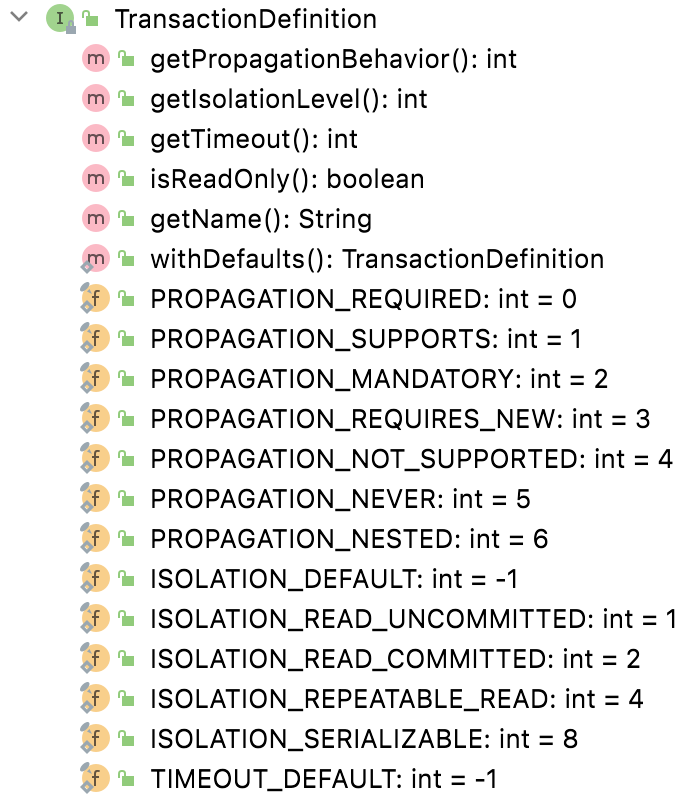 TransactionDefinition
getPropagationBehavior(): int
getIsolationLevel(): int
getTimeout(): int
isReadOnly(): boolean
getName(): String
withDefaults(): TransactionDefinition
PROPAGATION_REQUIRED: int = 0
PROPAGATION_SUPPORTS: int = 1
PROPAGATION_MANDATORY: int = 2
PROPAGATION_REQUIRES_NEW: int = 3
PROPAGATION_NOT_SUPPORTED: int = 4
PROPAGATION_NEVER: int = 5
PROPAGATION_NESTED: int = 6
ISOLATION_DEFAULT: int = -1
ISOLATION_READ_UNCOMMITTED: int = 1
ISOLATION_READ_COMMITTED: int = 2
ISOLATION_REPEATABLE_READ: int = 4
ISOLATION_SERIALIZABLE: int = 8
TIMEOUT_DEFAULT: int = -1